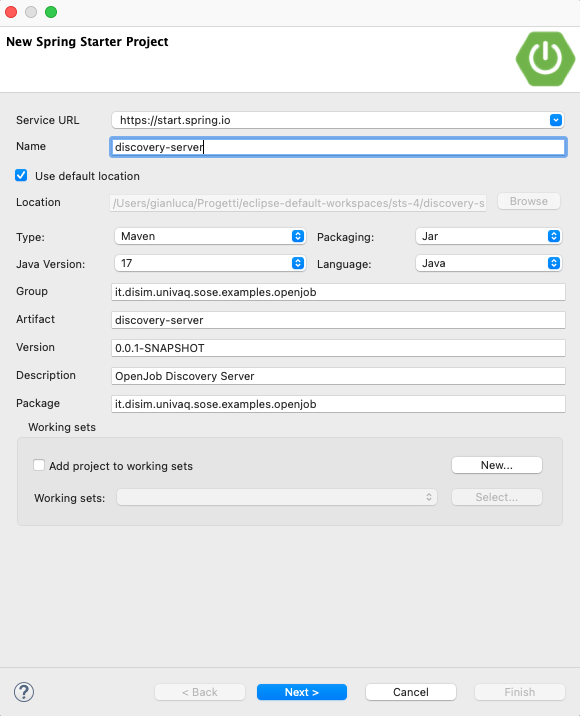 New Spring Starter Project
Service URL https://start.spring.io
Name discovery-server
Use default location
Location /Users/gianluca/Progetti/eclipse-default-workspaces/sts-4/discovery-s Browse
Type: Maven Packaging: Jar
Java Version: 17 Language: Java
Group it.disim.univaq.sose.examples.openjob
Artifact discovery-server
Version 0.0.1-SNAPSHOT
Description OpenJob Discovery Server
Package it.disim.univaq.sose.examples.openjob
Working sets
Add project to working sets New...
Working sets: Select...
? < Back Next > Cancel Finish